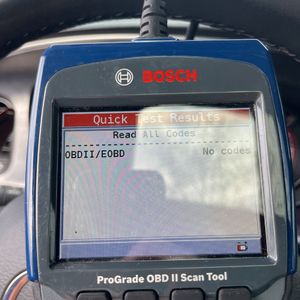 BOSCH
Quick Test Results
Read All Codes
OBDII/EOBD No codes
ProGrade OBD II Scan Tool